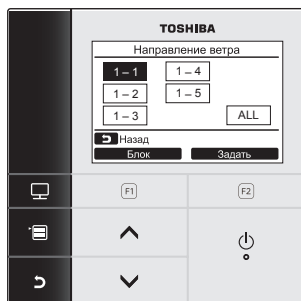 TOSHIBA
Направление ветра
1 – 1 1 – 4
1 – 2 1 – 5
1 – 3 ALL
Назад
Блок Задать
F1 F2